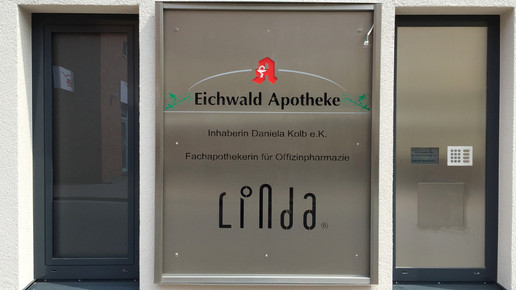 Eichwald Apotheke
Inhaberin Daniela Kolb e.K.
Fachapothekerin für Offizinpharmazie
Linda®